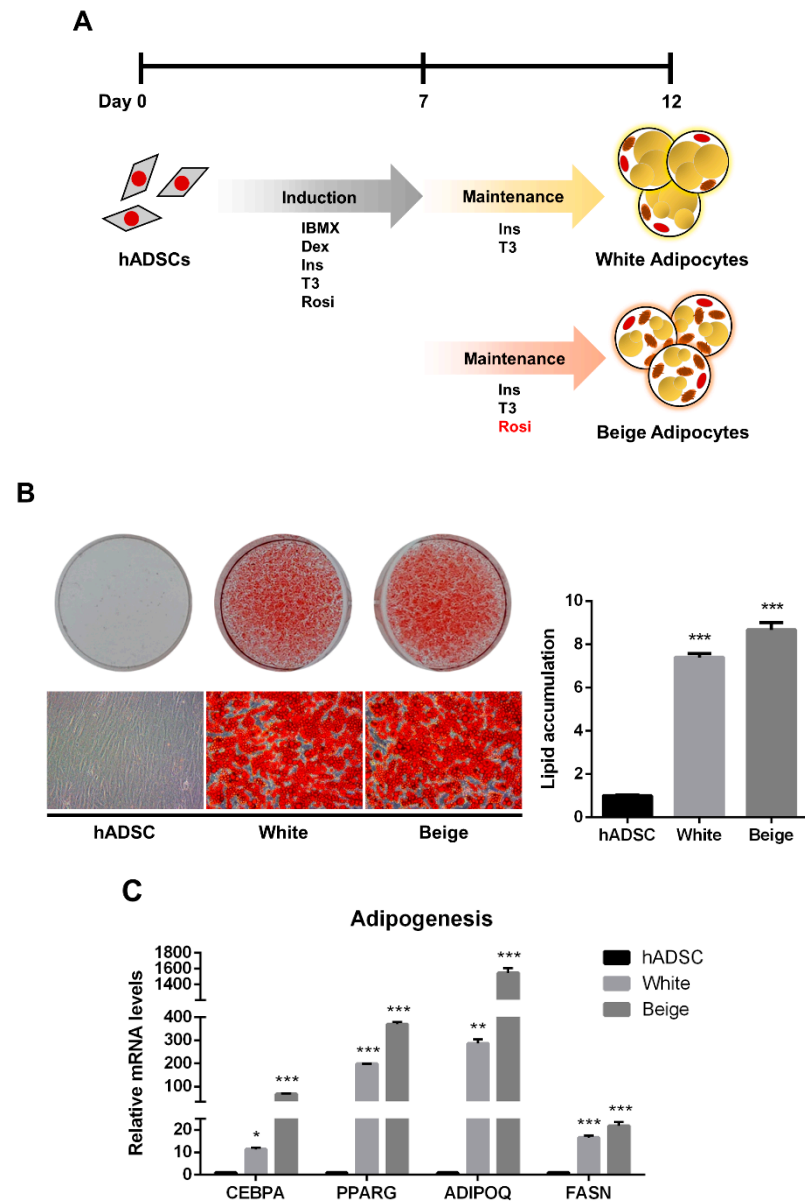 A
Day 0 7 12
Induction
IBMX
Dex
Ins
T3
Rosi
hADSCs
Maintenance
Ins
T3
White Adipocytes
Maintenance
Ins
T3
Rosi
Beige Adipocytes
B
hADSC White Beige
Lipid accumulation
10
8
6
4
2
0
***
***
hADSC White Beige
C
Adipogenesis
Relative mRNA levels
1800
1600
1400
400
300
200
100
20
10
0
*
***
***
***
**
***
***
***
CEBPA PPARG ADIPOQ FASN
hADSC
White
Beige